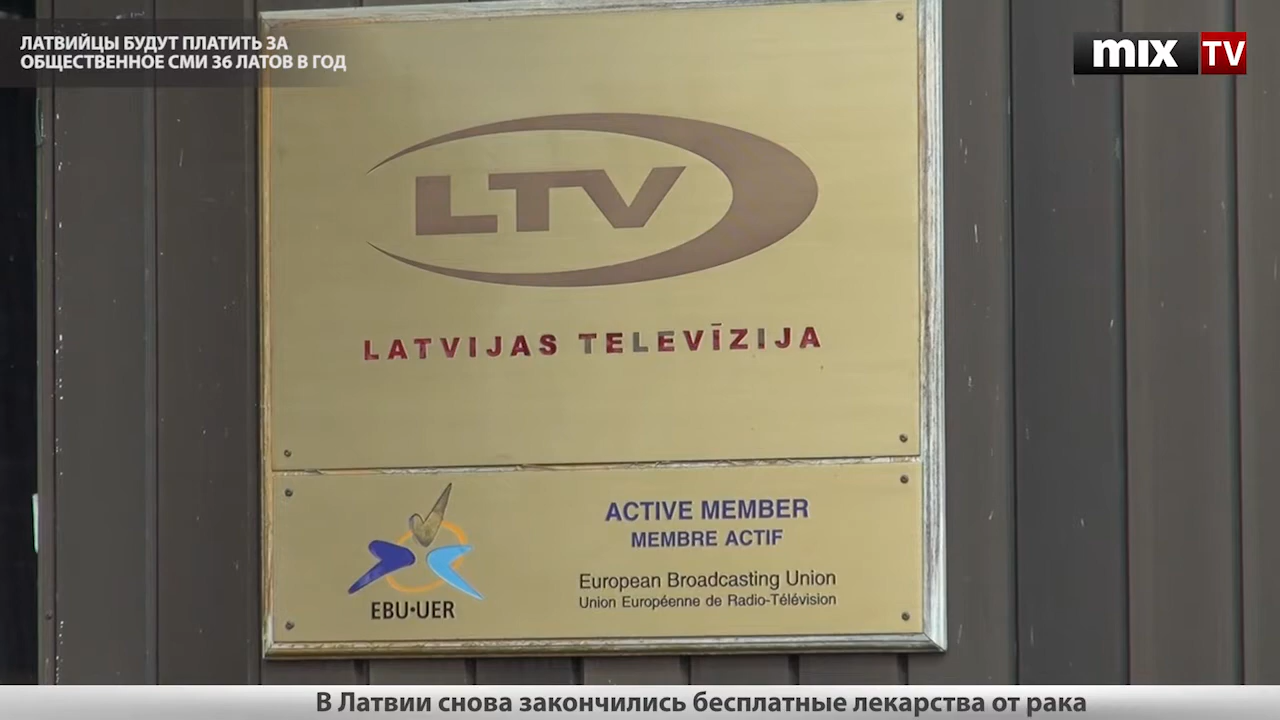 ЛАТВИЙЦЫ БУДУТ ПЛАТИТЬ ЗА
ОБЩЕСТВЕННОЕ СМИ 36 ЛАТОВ В ГОД
MIX TV
LTV
LATVIJAS TELEVĪZIJA
ACTIVE MEMBER
MEMBRE ACTIF
European Broadcasting Union
Union Européenne de Radio-Télévision
EBU·UER
В Латвии снова закончились бесплатные лекарства от рака